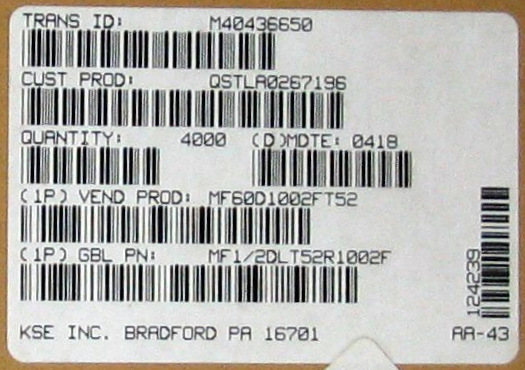 TRANS ID: M40436650
CUST PROD: QSTLA0267196
QUANTITY: 4000 (D)MDTE: 0418
(1P) VEND PROD: MF60D1002FT52
(1P) GBL PN: MF1/2DLT52R1002F
124239
KSE INC. BRADFORD PA 16701 AA-43